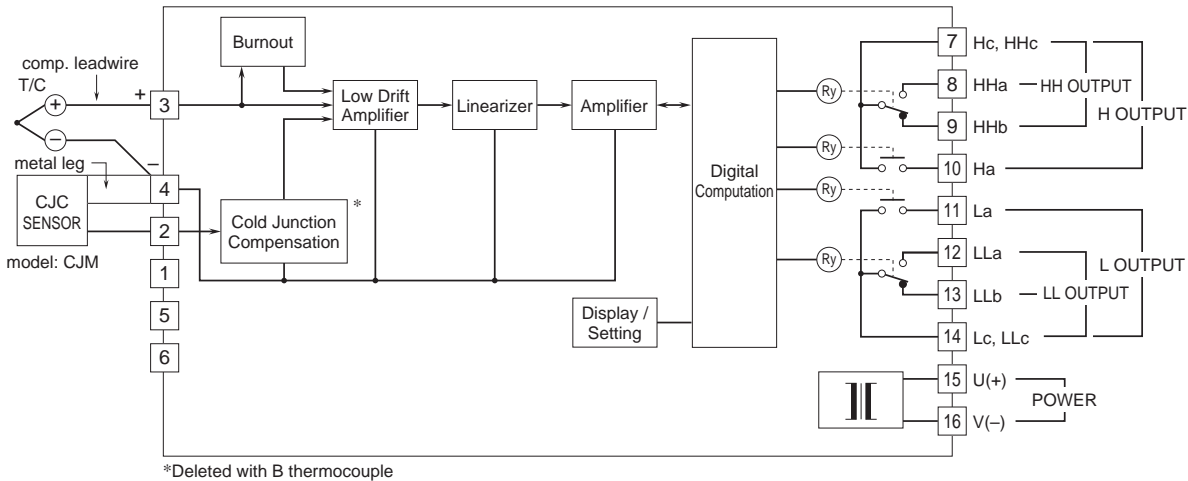 Burnout
comp. leadwire
T/C
+
+
3
–
–
metal leg
4
CJC
SENSOR
2
model: CJM
1
5
6
Low Drift
Amplifier
Linearizer
Amplifier
*
Cold Junction
Compensation
Digital
Computation
Display /
Setting
Ry
Ry
Ry
Ry
7 Hc, HHc
8 HHa
HH OUTPUT
9 HHb
H OUTPUT
10 Ha
11 La
12 LLa
L OUTPUT
13 LLb
LL OUTPUT
14 Lc, LLc
15 U(+)
POWER
16 V(–)
*Deleted with B thermocouple